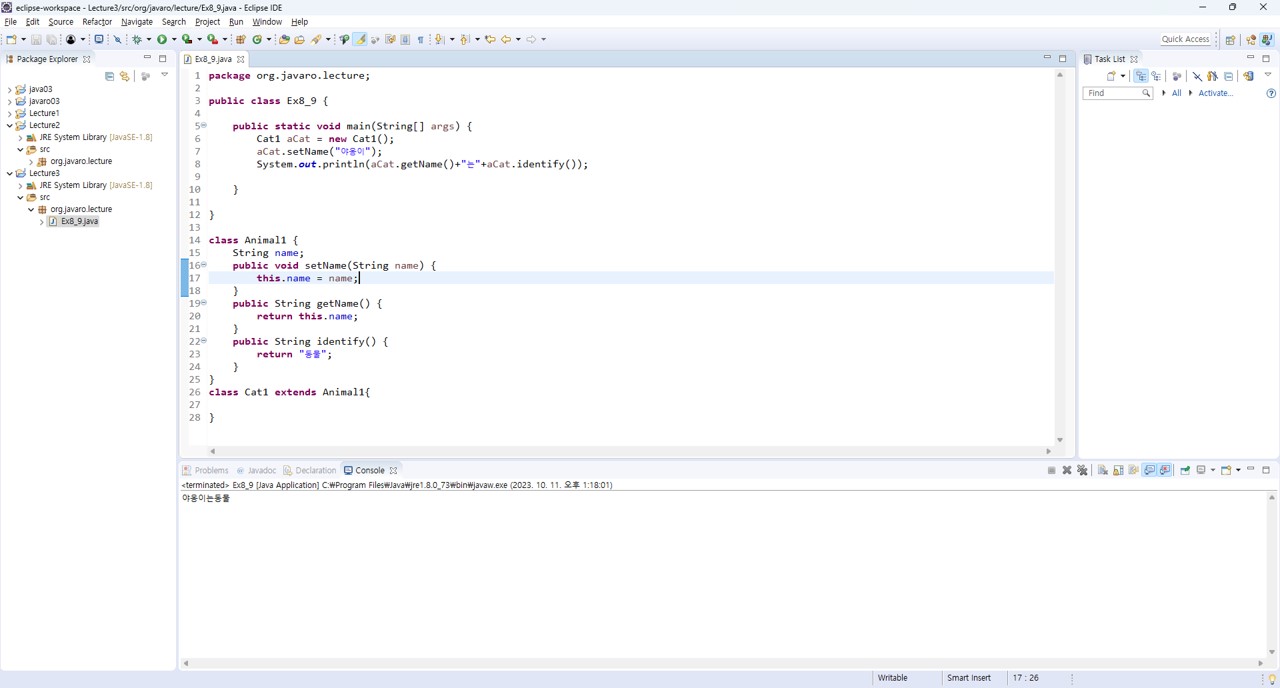 eclipse-workspace - Lecture3/src/org/javaro/lecture/Ex8_9.java - Eclipse IDE
File Edit Source Refactor Navigate Search Project Run Window Help
Quick Access
Package Explorer
java03
javaro03
Lecture1
Lecture2
JRE System Library [JavaSE-1.8]
src
org.javaro.lecture
Lecture3
JRE System Library [JavaSE-1.8]
src
org.javaro.lecture
Ex8_9.java
Ex8_9.java
1 package org.javaro.lecture;
2
3 public class Ex8_9 {
4
5 public static void main(String[] args) {
6 Cat1 aCat = new Cat1();
7 aCat.setName("야옹이");
8 System.out.println(aCat.getName()+"는"+aCat.identify());
9
10 }
11
12 }
13
14 class Animal1 {
15 String name;
16 public void setName(String name) {
17 this.name = name;
18 }
19 public String getName() {
20 return this.name;
21 }
22 public String identify() {
23 return "동물";
24 }
25 }
26 class Cat1 extends Animal1{
27
28 }
Task List
Find All Activate...
Problems Javadoc Declaration Console
<terminated> Ex8_9 [Java Application] C:₩Program Files₩Java₩jre1.8.0_73₩bin₩javaw.exe (2023. 10. 11. 오후 1:18:01)
야옹이는동물
Writable Smart Insert 17 : 26